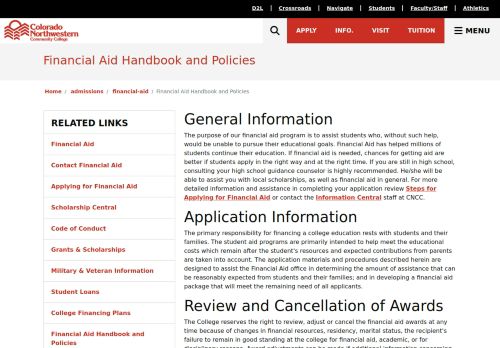 D2L | Crossroads | Navigate | Students | Faculty/Staff | Athletics
Colorado
Northwestern
Community College
APPLY INFO. VISIT TUITION MENU
Financial Aid Handbook and Policies
Home / admissions / financial-aid / Financial Aid Handbook and Policies
RELATED LINKS
Financial Aid
Contact Financial Aid
Applying for Financial Aid
Scholarship Central
Code of Conduct
Grants & Scholarships
Military & Veteran Information
Student Loans
College Financing Plans
Financial Aid Handbook and
Policies
General Information
The purpose of our financial aid program is to assist students who, without such help,
would be unable to pursue their educational goals. Financial Aid has helped millions of
students continue their education. If financial aid is needed, chances for getting aid are
better if students apply in the right way and at the right time. If you are still in high school,
consulting your high school guidance counselor is highly recommended. He/she will be
able to assist you with local scholarships, as well as financial aid in general. For more
detailed information and assistance in completing your application review Steps for
Applying for Financial Aid or contact the Information Central staff at CNCC.
Application Information
The primary responsibility for financing a college education rests with students and their
families. The student aid programs are primarily intended to help meet the educational
costs which remain after the student's resources and expected contributions from parents
are taken into account. The application materials and procedures described herein are
designed to assist the Financial Aid office in determining the amount of assistance that can
be reasonably expected from students and their families; and in developing a financial aid
package that will meet the remaining need of all applicants.
Review and Cancellation of Awards
The College reserves the right to review, adjust or cancel the financial aid awards at any
time because of changes in financial resources, residency, marital status, the recipient's
failure to remain in good standing at the college for financial aid, academic, or for